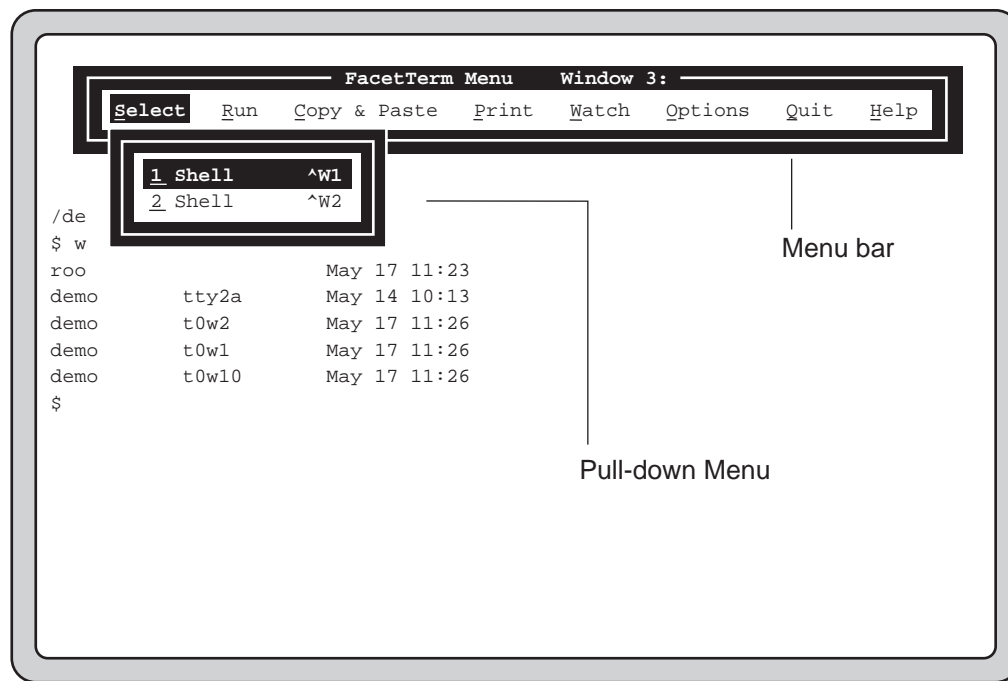 FacetTerm Menu Window 3:
Select Run Copy & Paste Print Watch Options Quit Help
1 Shell ^W1
2 Shell ^W2
/de
$ w
Menu bar
roo May 17 11:23
demo tty2a May 14 10:13
demo t0w2 May 17 11:26
demo t0w1 May 17 11:26
demo t0w10 May 17 11:26
$
Pull-down Menu